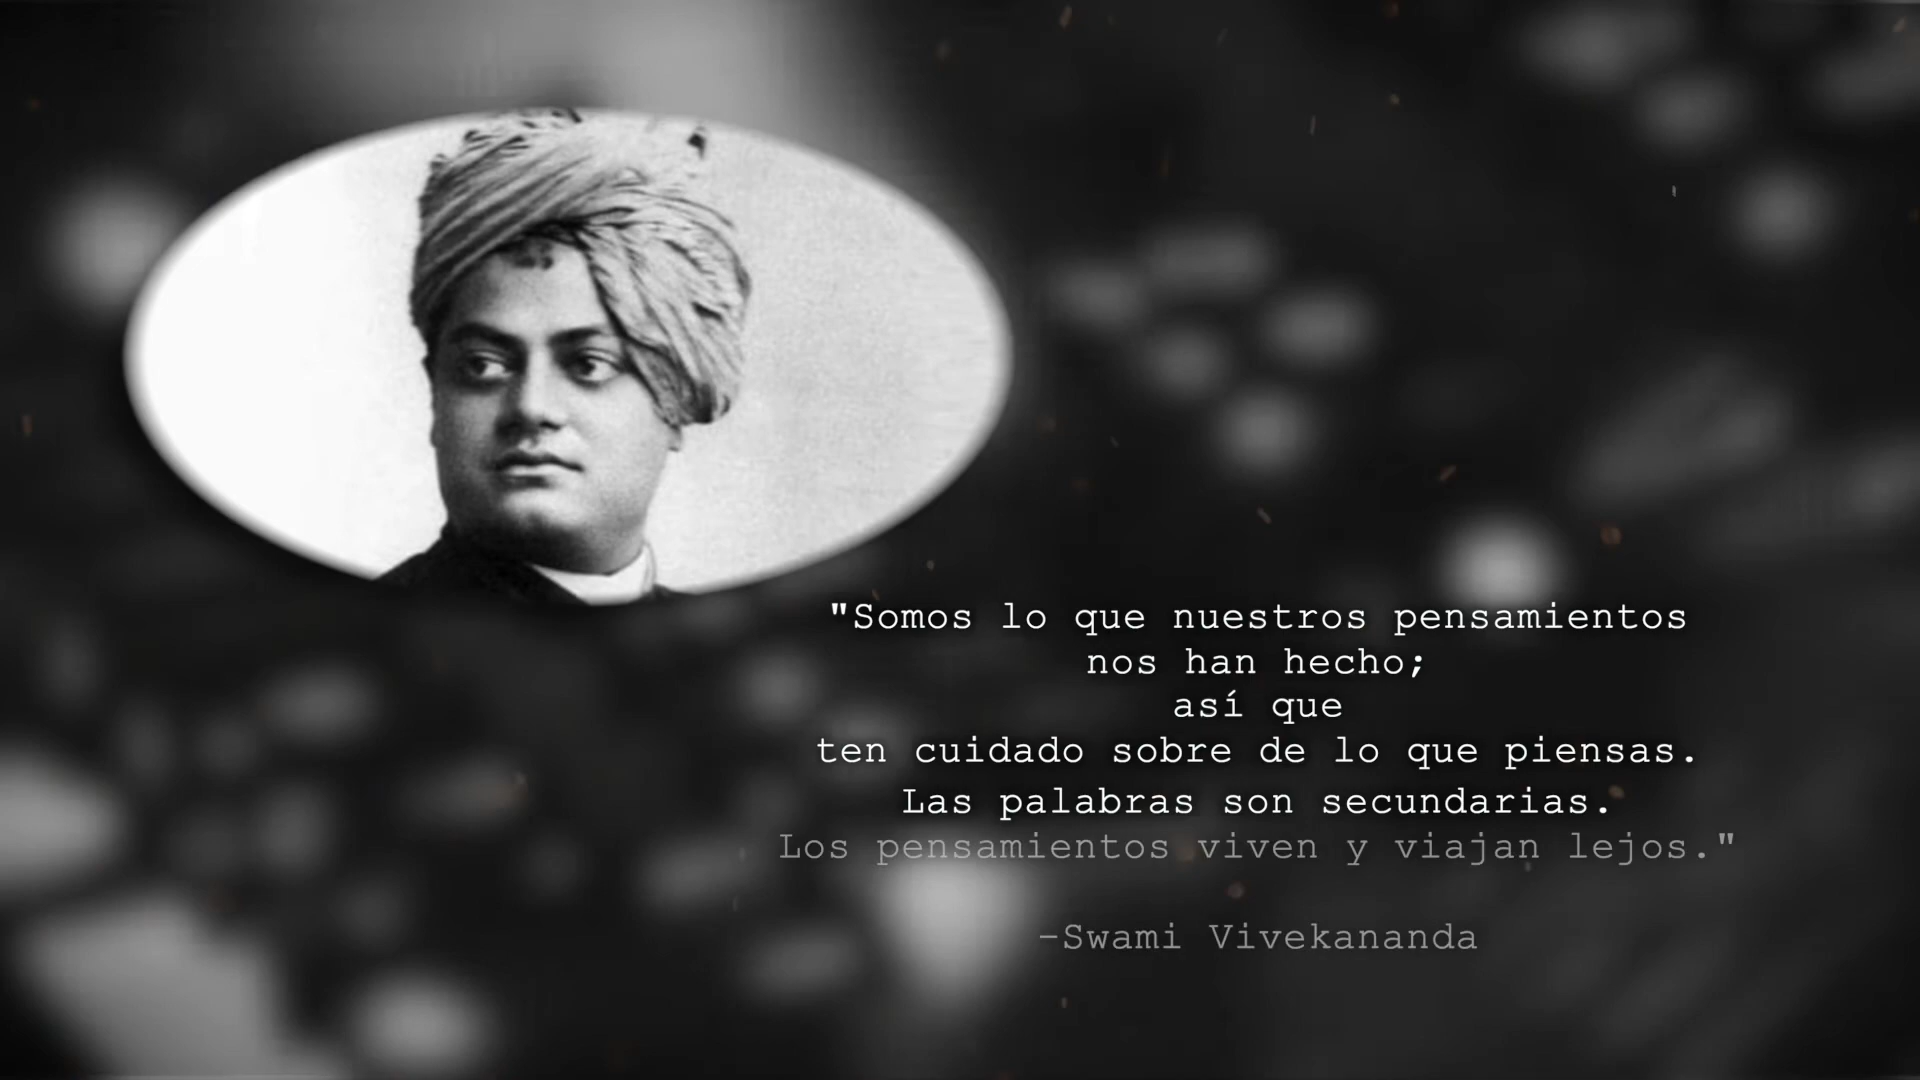 "Somos lo que nuestros pensamientos
nos han hecho;
así que
ten cuidado sobre de lo que piensas.
Las palabras son secundarias.
Los pensamientos viven y viajan lejos."
-Swami Vivekananda